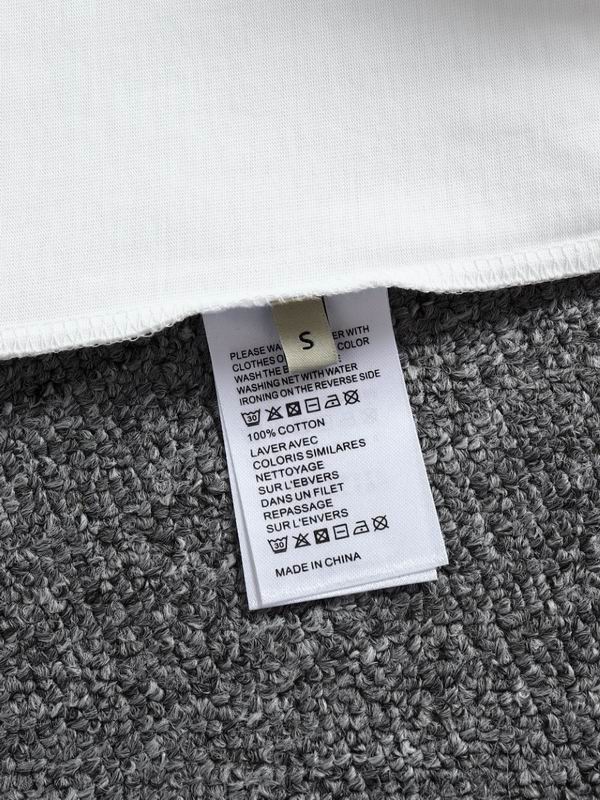 S
PLEASE WA ER WITH
CLOTHES O COLOR
WASH THE
WASHING NET WITH WATER
IRONING ON THE REVERSE SIDE
30
100% COTTON
LAVER AVEC
COLORIS SIMILARES
NETTOYAGE
SUR L'EBVERS
DANS UN FILET
REPASSAGE
SUR L'ENVERS
30
MADE IN CHINA